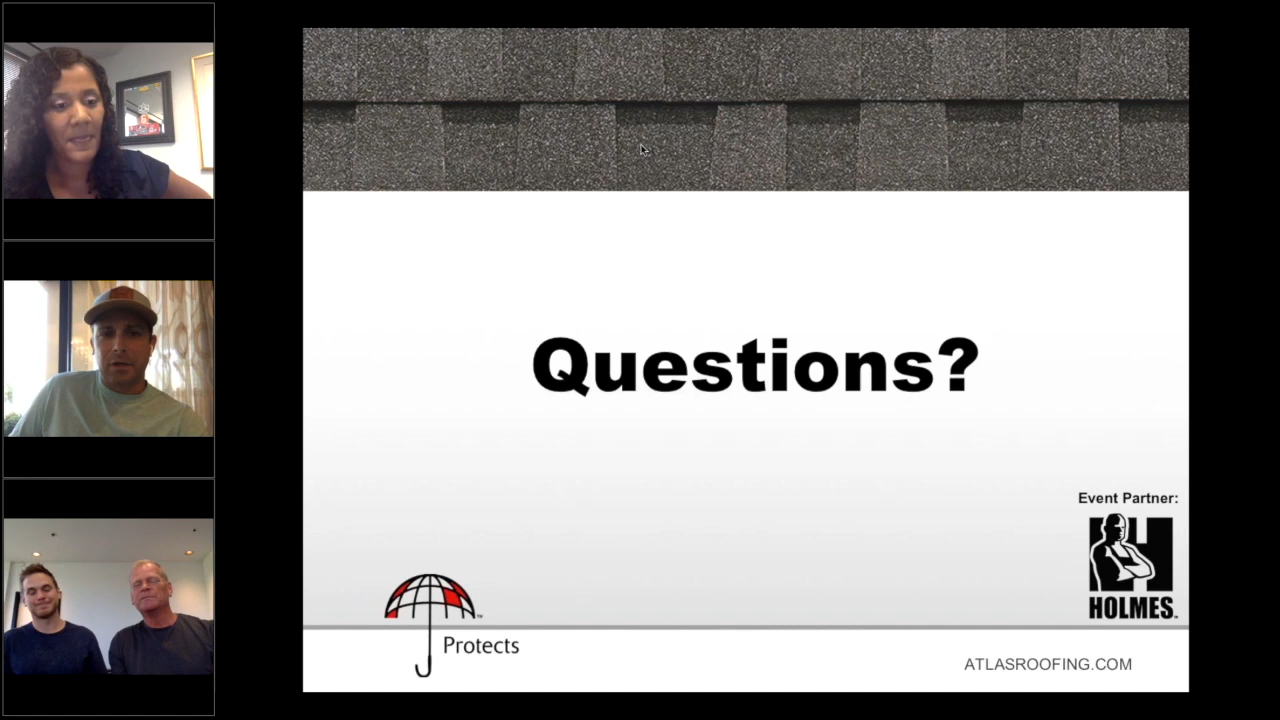 Questions?
Event Partner:
HOLMES
Protects
ATLASROOFING.COM